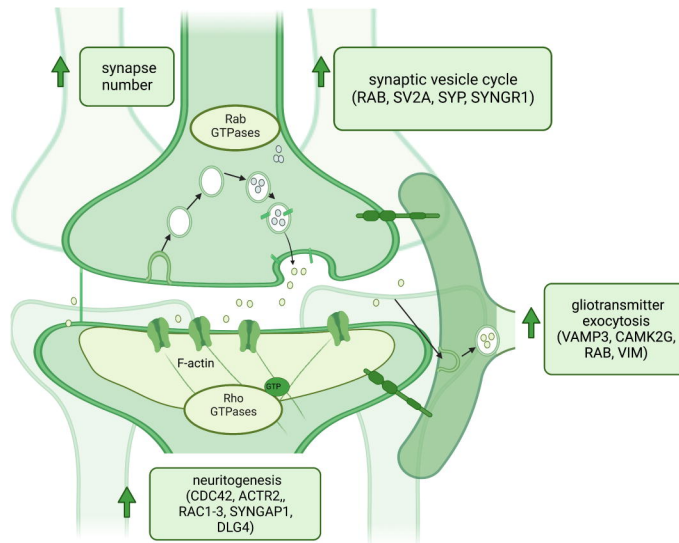 synapse
number
synaptic vesicle cycle
(RAB, SV2A, SYP, SYNGR1)
Rab
GTPases
gliotransmitter
exocytosis
(VAMP3, CAMK2G,
RAB, VIM)
F-actin
GTP
Rho
GTPases
neuritogenesis
(CDC42, ACTR2,,
RAC1-3, SYNGAP1,
DLG4)